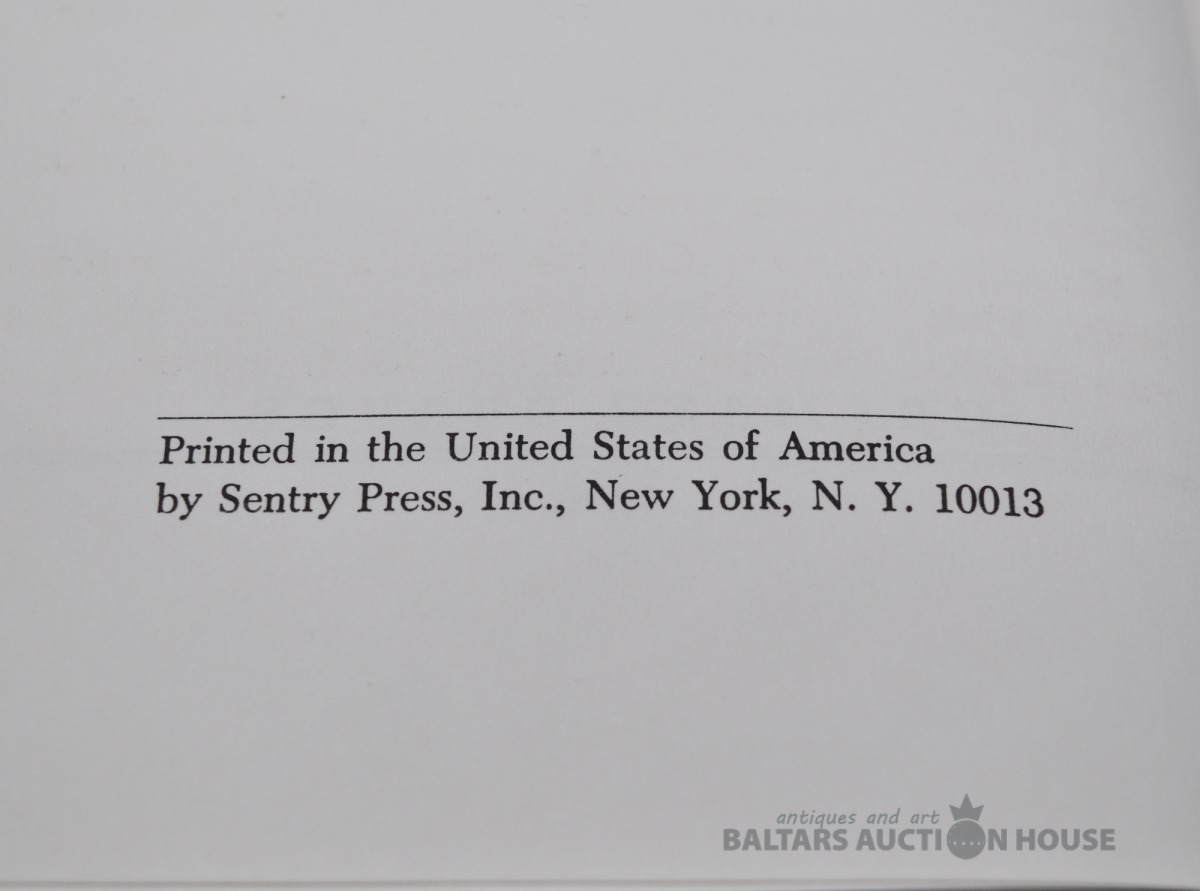 Printed in the United States of America
by Sentry Press, Inc., New York, N. Y. 10013
antiques and art
BALTARS AUCTION HOUSE